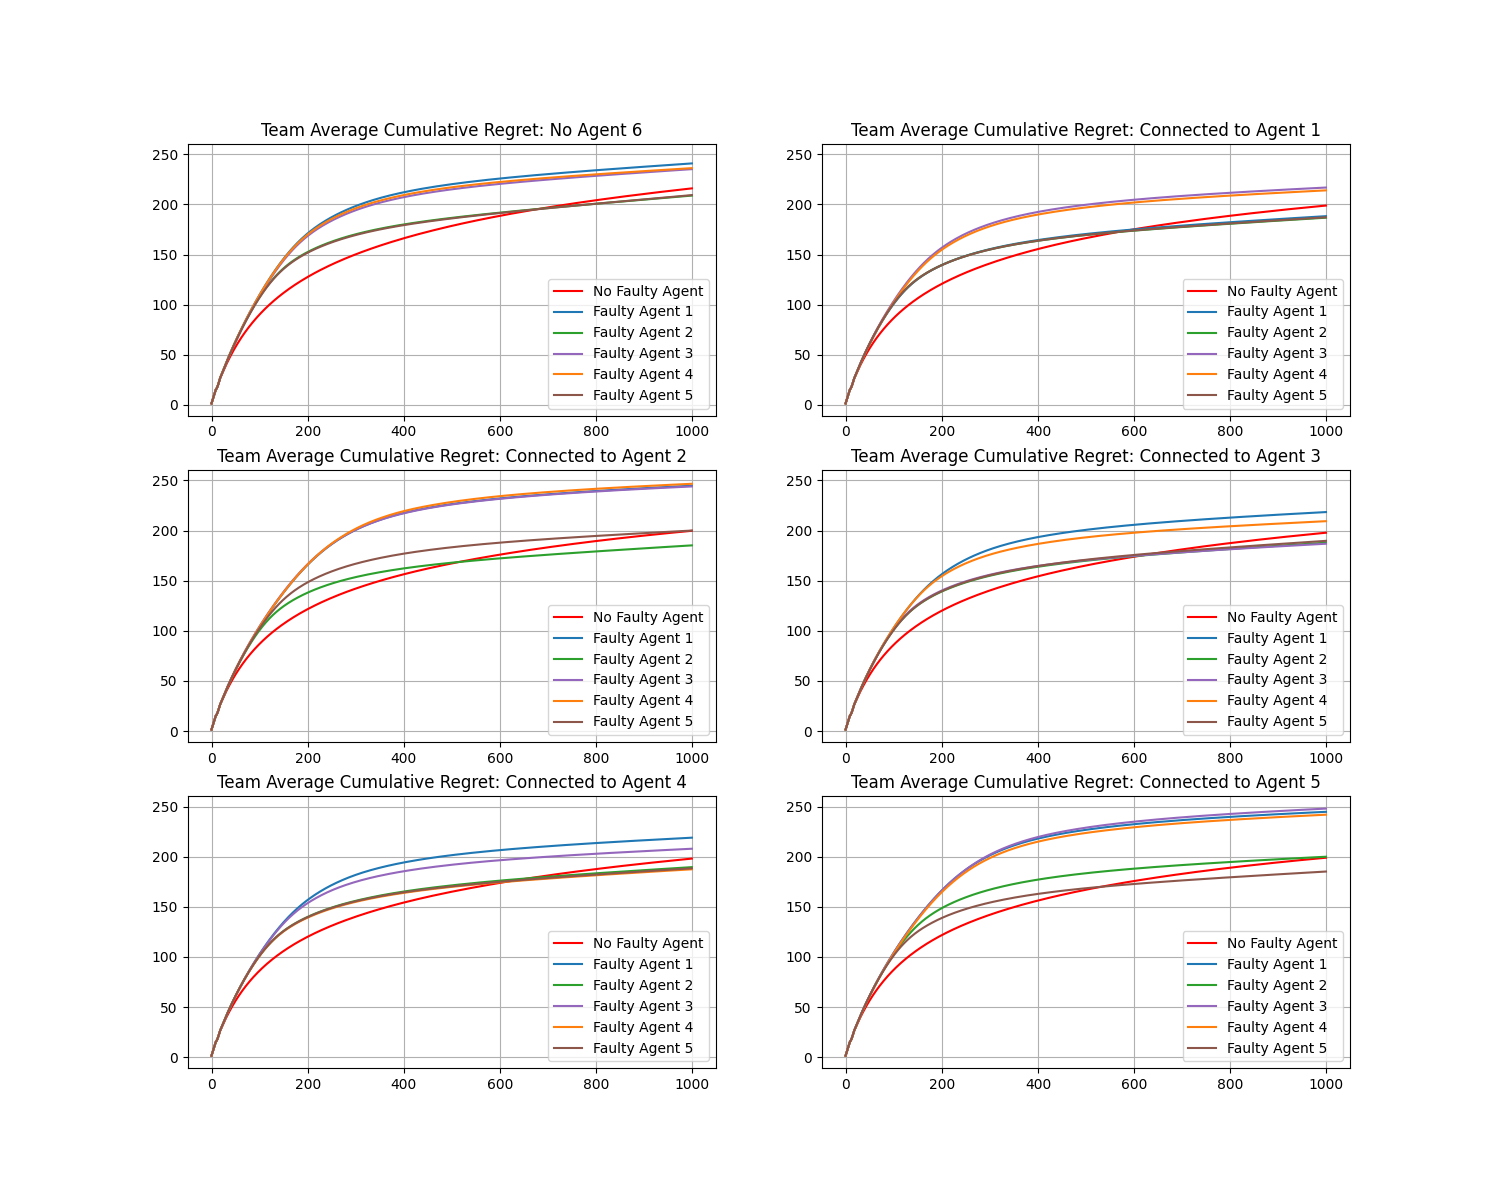 Team Average Cumulative Regret: No Agent 6
250
200
150
100
50
0
0 200 400 600 800 1000
No Faulty Agent
Faulty Agent 1
Faulty Agent 2
Faulty Agent 3
Faulty Agent 4
Faulty Agent 5
Team Average Cumulative Regret: Connected to Agent 1
250
200
150
100
50
0
0 200 400 600 800 1000
No Faulty Agent
Faulty Agent 1
Faulty Agent 2
Faulty Agent 3
Faulty Agent 4
Faulty Agent 5
Team Average Cumulative Regret: Connected to Agent 2
250
200
150
100
50
0
0 200 400 600 800 1000
No Faulty Agent
Faulty Agent 1
Faulty Agent 2
Faulty Agent 3
Faulty Agent 4
Faulty Agent 5
Team Average Cumulative Regret: Connected to Agent 3
250
200
150
100
50
0
0 200 400 600 800 1000
No Faulty Agent
Faulty Agent 1
Faulty Agent 2
Faulty Agent 3
Faulty Agent 4
Faulty Agent 5
Team Average Cumulative Regret: Connected to Agent 4
250
200
150
100
50
0
0 200 400 600 800 1000
No Faulty Agent
Faulty Agent 1
Faulty Agent 2
Faulty Agent 3
Faulty Agent 4
Faulty Agent 5
Team Average Cumulative Regret: Connected to Agent 5
250
200
150
100
50
0
0 200 400 600 800 1000
No Faulty Agent
Faulty Agent 1
Faulty Agent 2
Faulty Agent 3
Faulty Agent 4
Faulty Agent 5